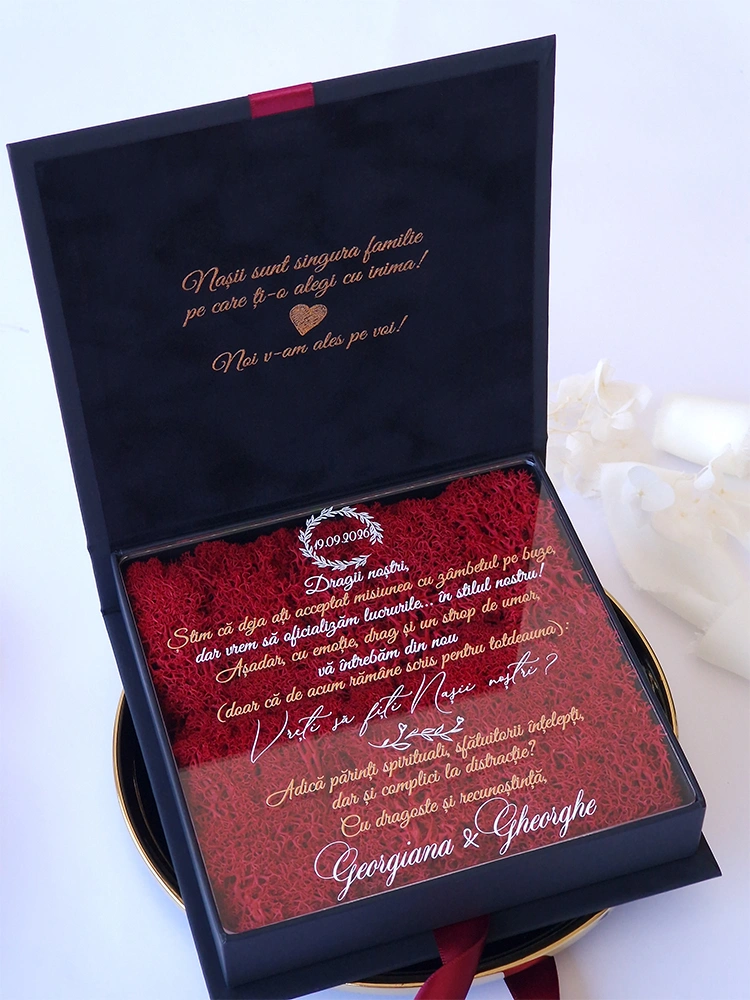 Nașii sunt singura familie
pe care ți-o alegi cu inima!
Noi v-am ales pe voi!
19.09.2026
Dragii noștri,
Știm că deja ați acceptat misiunea cu zâmbetul pe buze,
dar vrem să oficializăm lucrurile... în stilul nostru!
Așadar, cu emoție, drag și un strop de umor,
vă întrebăm din nou
(doar că de acum rămâne scris pentru totdeauna):
Vreți să fiți Nașii noștri?
Adică părinți spirituali, sfătuitorii înțelepți,
dar și complici la distracție?
Cu dragoste și recunoștință,
Georgiana & Gheorghe